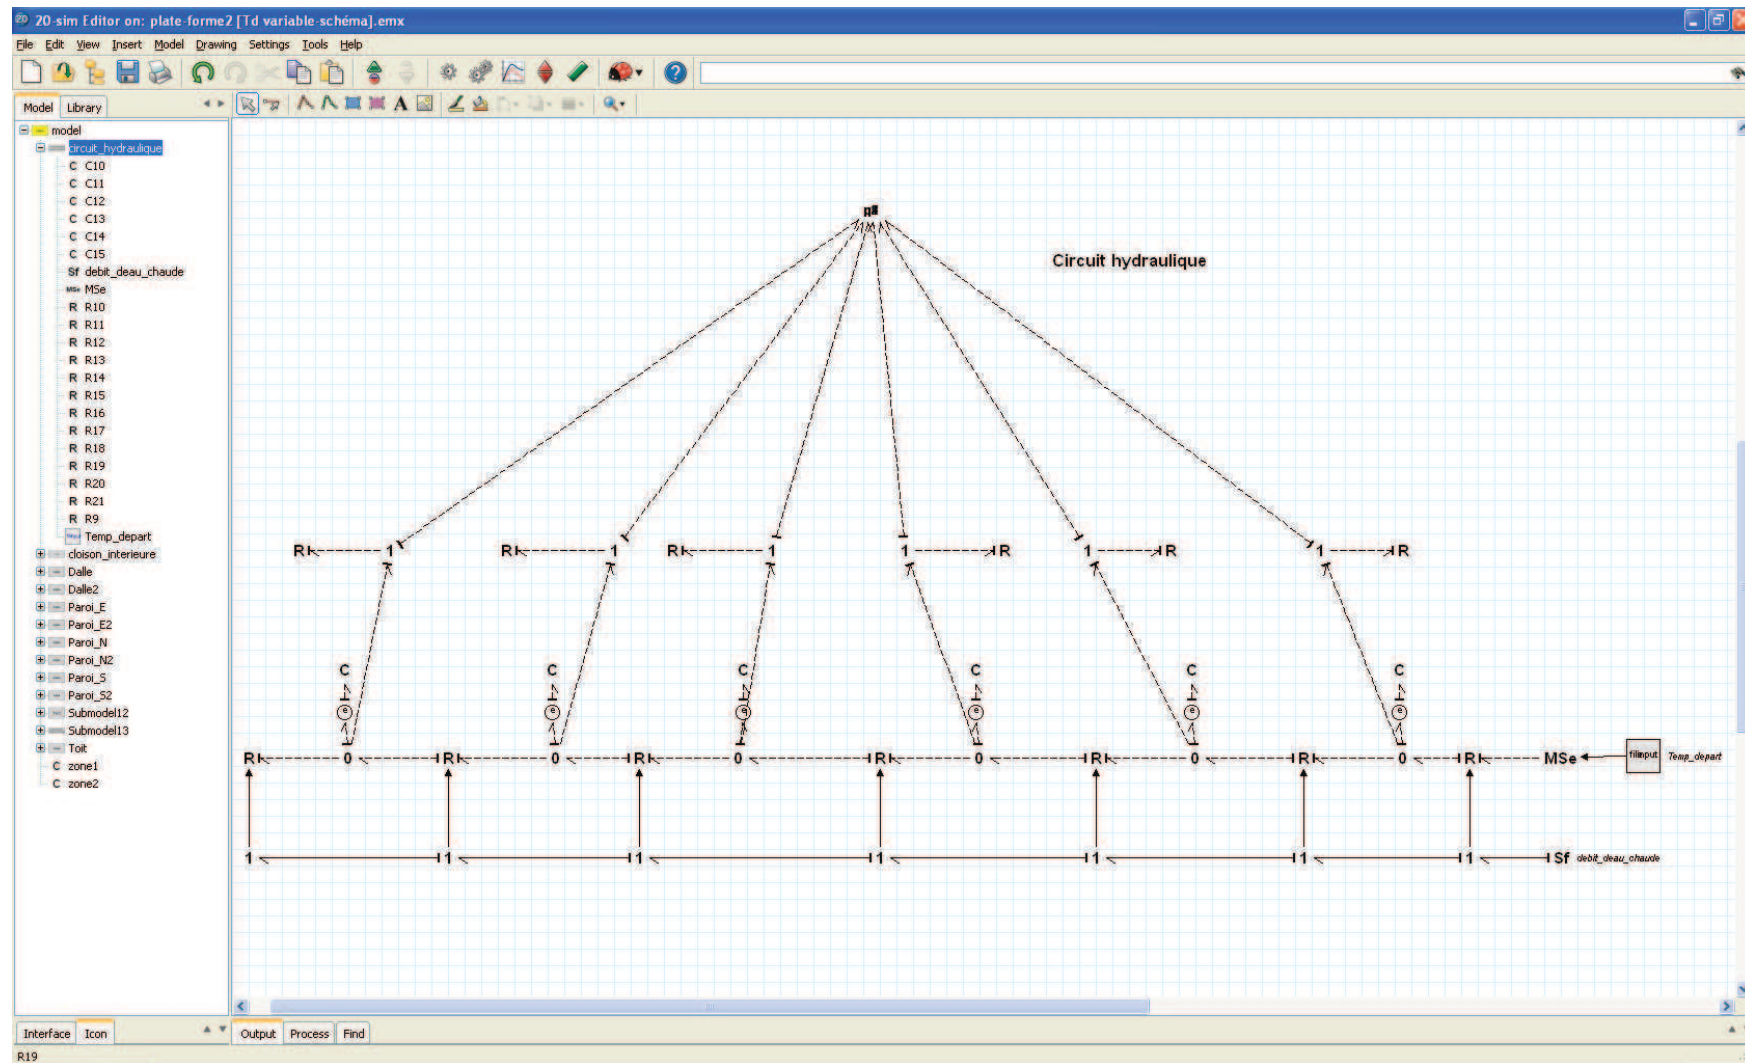 20-sim Editor on: plate-forme2 [Td variable-schéma].emx
File Edit View Insert Model Drawing Settings Tools Help
Model Library
model
circuit_hydraulique
C C10
C C11
C C12
C C13
C C14
C C15
Sf debit_deau_chaude
MSe MSe
R R10
R R11
R R12
R R13
R R14
R R15
R R16
R R17
R R18
R R19
R R20
R R21
R R9
Temp_depart
cloison_interieure
Dalle
Dalle2
Paroi_E
Paroi_E2
Paroi_N
Paroi_N2
Paroi_S
Paroi_S2
Submodel12
Submodel13
Toit
C zone1
C zone2
Circuit hydraulique
R 1 R 1 R 1 1 R 1 R 1 R
C C C C C C
e e e e e e
R 0 R 0 R 0 R 0 R 0 R 0 R MSe fileinput Temp_depart
1 1 1 1 1 1 1 Sf debit_deau_chaude
Interface Icon
Output Process Find
R19